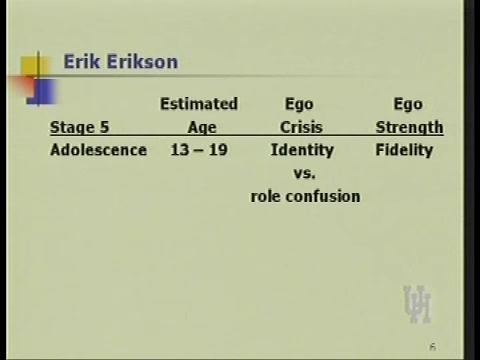 Erik Erikson
Estimated Ego Ego
Stage 5 Age Crisis Strength
Adolescence 13 – 19 Identity Fidelity
vs.
role confusion
UH
6